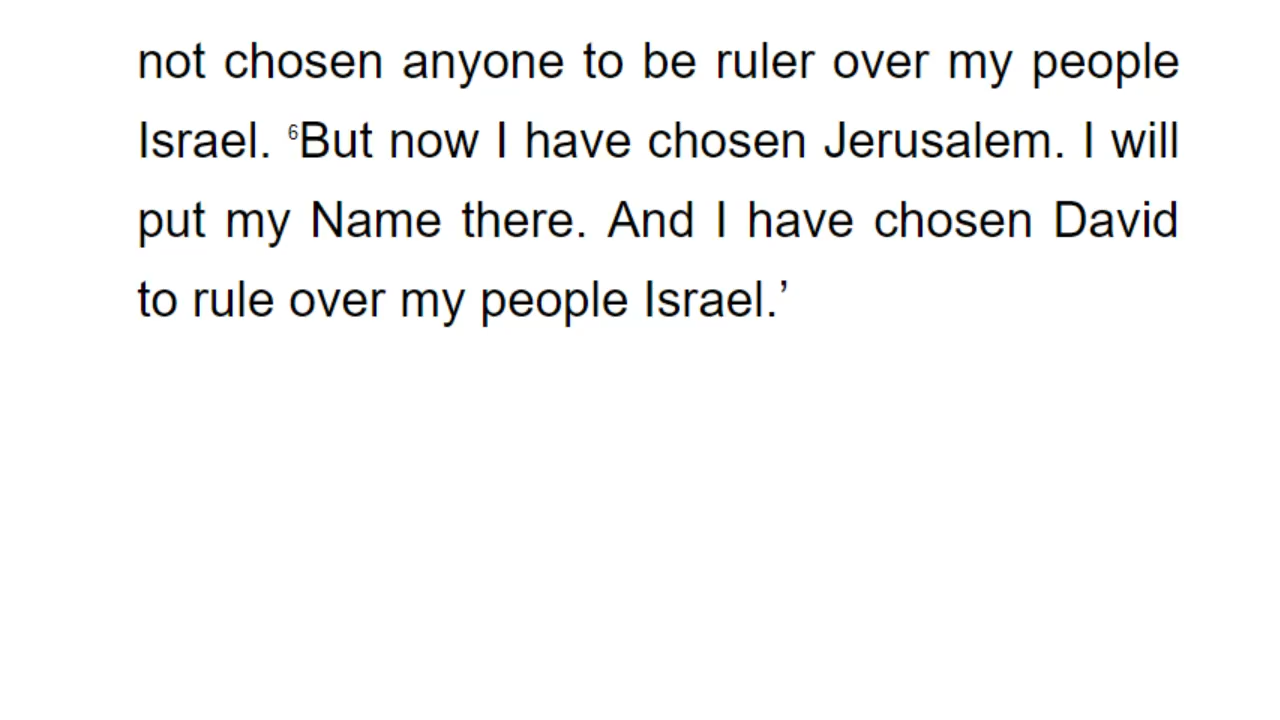 not chosen anyone to be ruler over my people
Israel. ⁶But now I have chosen Jerusalem. I will
put my Name there. And I have chosen David
to rule over my people Israel.’